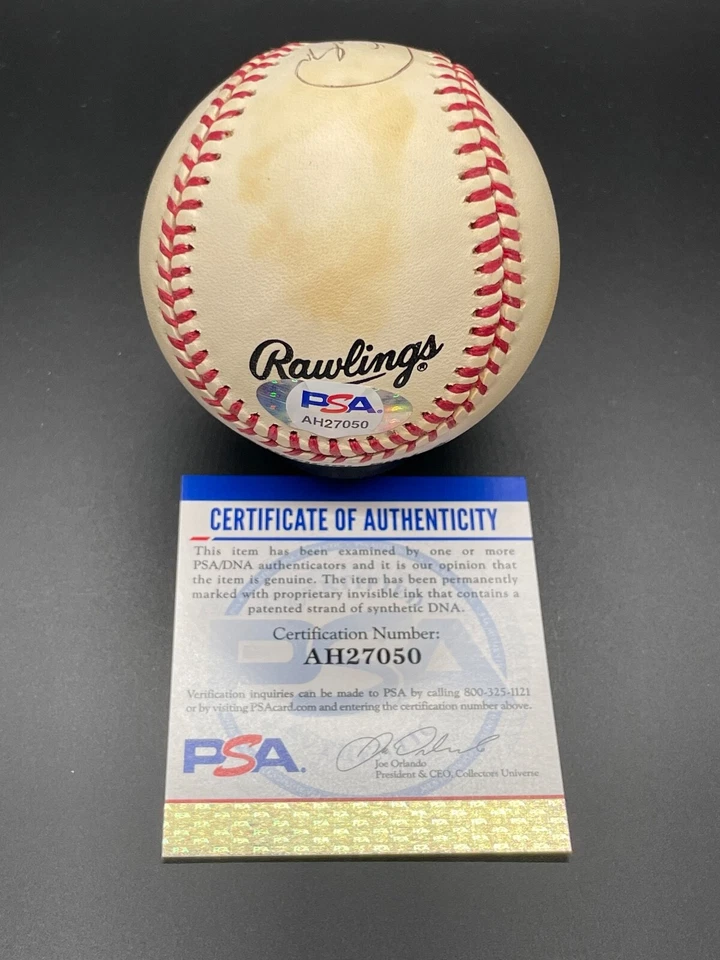 Rawlings®
PSA®
AH27050
CERTIFICATE OF AUTHENTICITY
This item has been examined by one or more
PSA/DNA authenticators and it is our opinion that
the item is genuine. The item has been permanently
marked with proprietary invisible ink that contains a
patented strand of synthetic DNA.
Certification Number:
AH27050
Verification inquiries can be made to PSA by calling 800-325-1121
or by visiting PSAcard.com and entering the certification number above.
PSA®
Joe Orlando
President & CEO, Collectors Universe